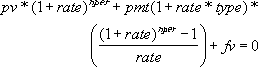 pv * (1 + rate)^nper + pmt(1 + rate * type) *
((1 + rate)^nper − 1 / rate) + fv = 0